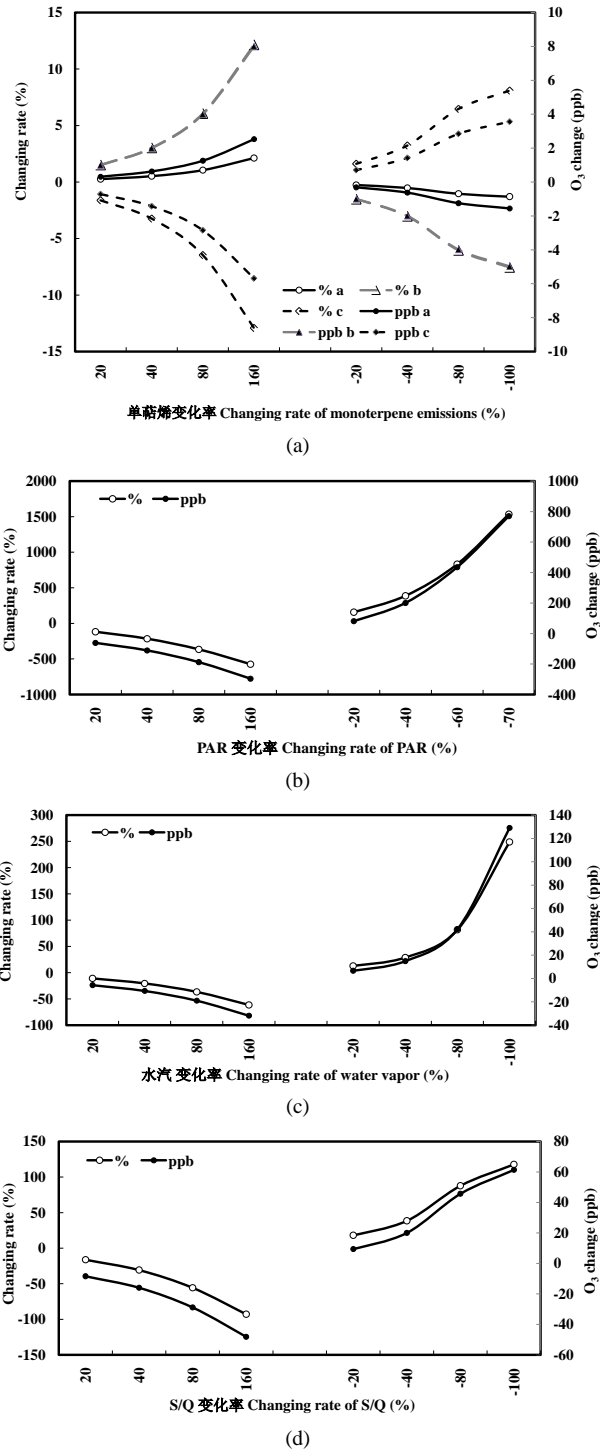 15
10
5
0
-5
-10
-15
Changing rate (%)
10
8
6
4
2
0
-2
-4
-6
-8
-10
O3 change (ppb)
% a % b
% c ppb a
ppb b ppb c
20 40 80 160 -20 -40 -80 -100
单萜烯变化率 Changing rate of monoterpene emissions (%)
(a)
2000
1500
1000
500
0
-500
-1000
Changing rate (%)
1000
800
600
400
200
0
-200
-400
O3 change (ppb)
% ppb
20 40 80 160 -20 -40 -60 -70
PAR 变化率 Changing rate of PAR (%)
(b)
300
250
200
150
100
50
0
-50
-100
Changing rate (%)
140
120
100
80
60
40
20
0
-20
-40
O3 change (ppb)
% ppb
20 40 80 160 -20 -40 -80 -100
水汽 变化率 Changing rate of water vapor (%)
(c)
150
100
50
0
-50
-100
-150
Changing rate (%)
80
60
40
20
0
-20
-40
-60
O3 change (ppb)
% ppb
20 40 80 160 -20 -40 -80 -100
S/Q 变化率 Changing rate of S/Q (%)
(d)